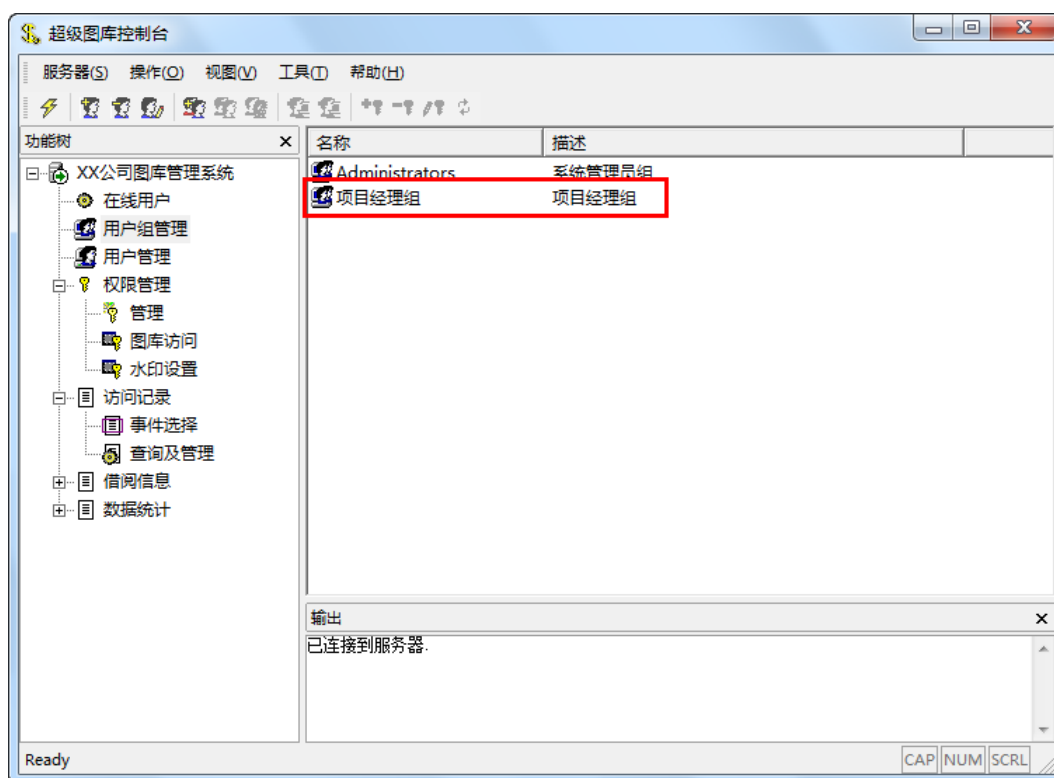 超级图库控制台
服务器(S) 操作(O) 视图(V) 工具(T) 帮助(H)
功能树
XX公司图库管理系统
在线用户
用户组管理
用户管理
权限管理
管理
图库访问
水印设置
访问记录
事件选择
查询及管理
借阅信息
数据统计
名称 描述
Administrators 系统管理员组
项目经理组 项目经理组
输出
已连接到服务器.
Ready CAP NUM SCRL